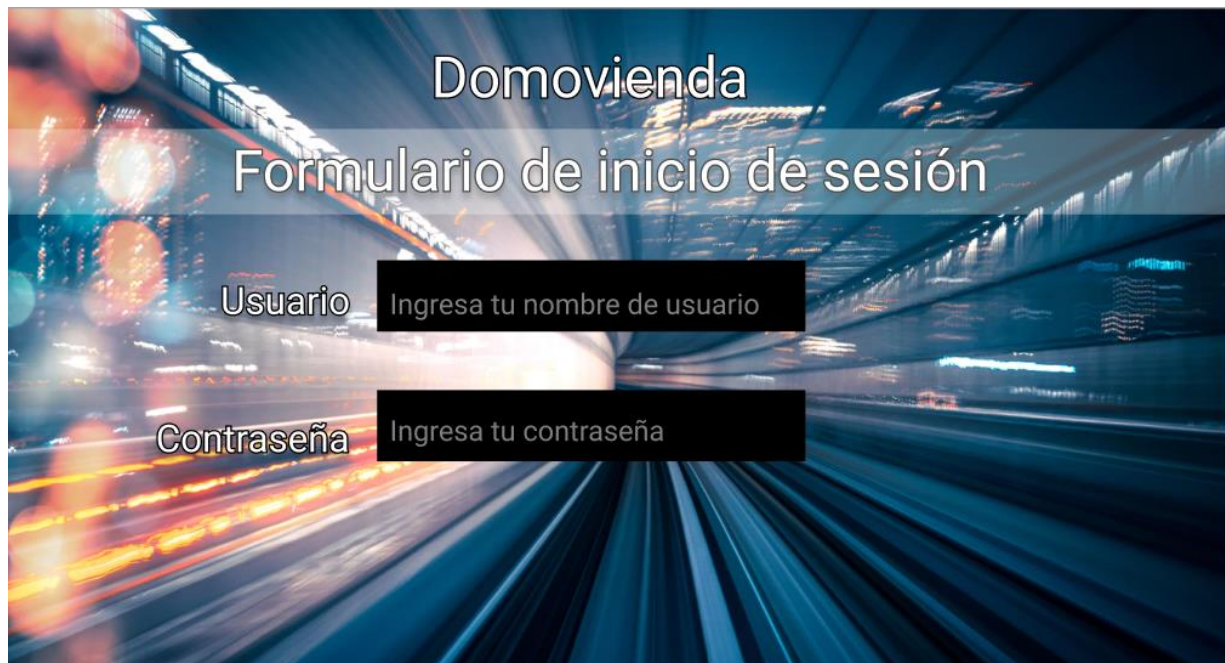 Domovienda
Formulario de inicio de sesión
Usuario
Ingresa tu nombre de usuario
Contraseña
Ingresa tu contraseña